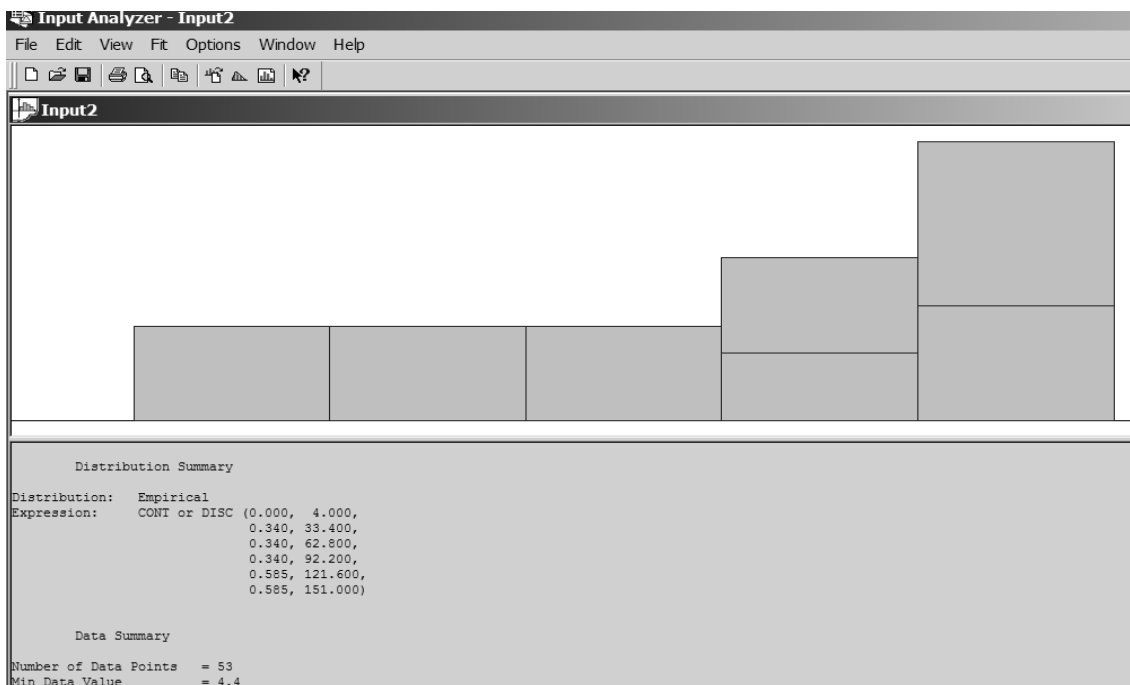 Input Analyzer - Input2
File Edit View Fit Options Window Help
Input2
Distribution Summary
Distribution: Empirical
Expression: CONT or DISC (0.000, 4.000,
0.340, 33.400,
0.340, 62.800,
0.340, 92.200,
0.585, 121.600,
0.585, 151.000)
Data Summary
Number of Data Points = 53
Min Data Value = 4.4